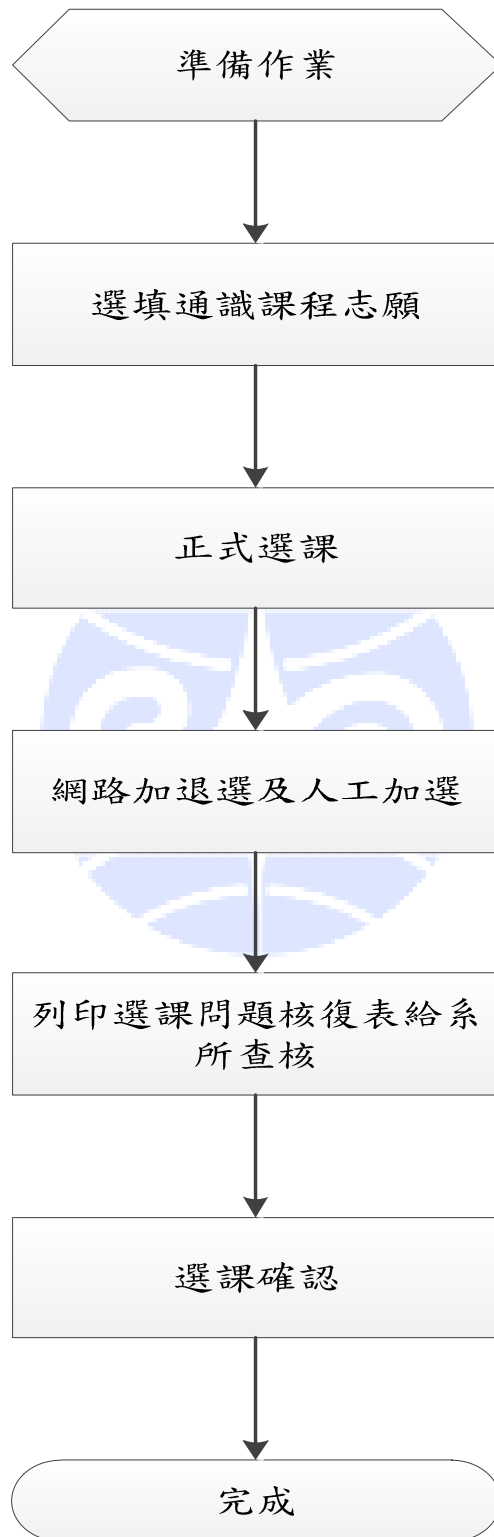 準備作業
選填通識課程志願
正式選課
網路加退選及人工加選
列印選課問題核復表給系
所查核
選課確認
完成